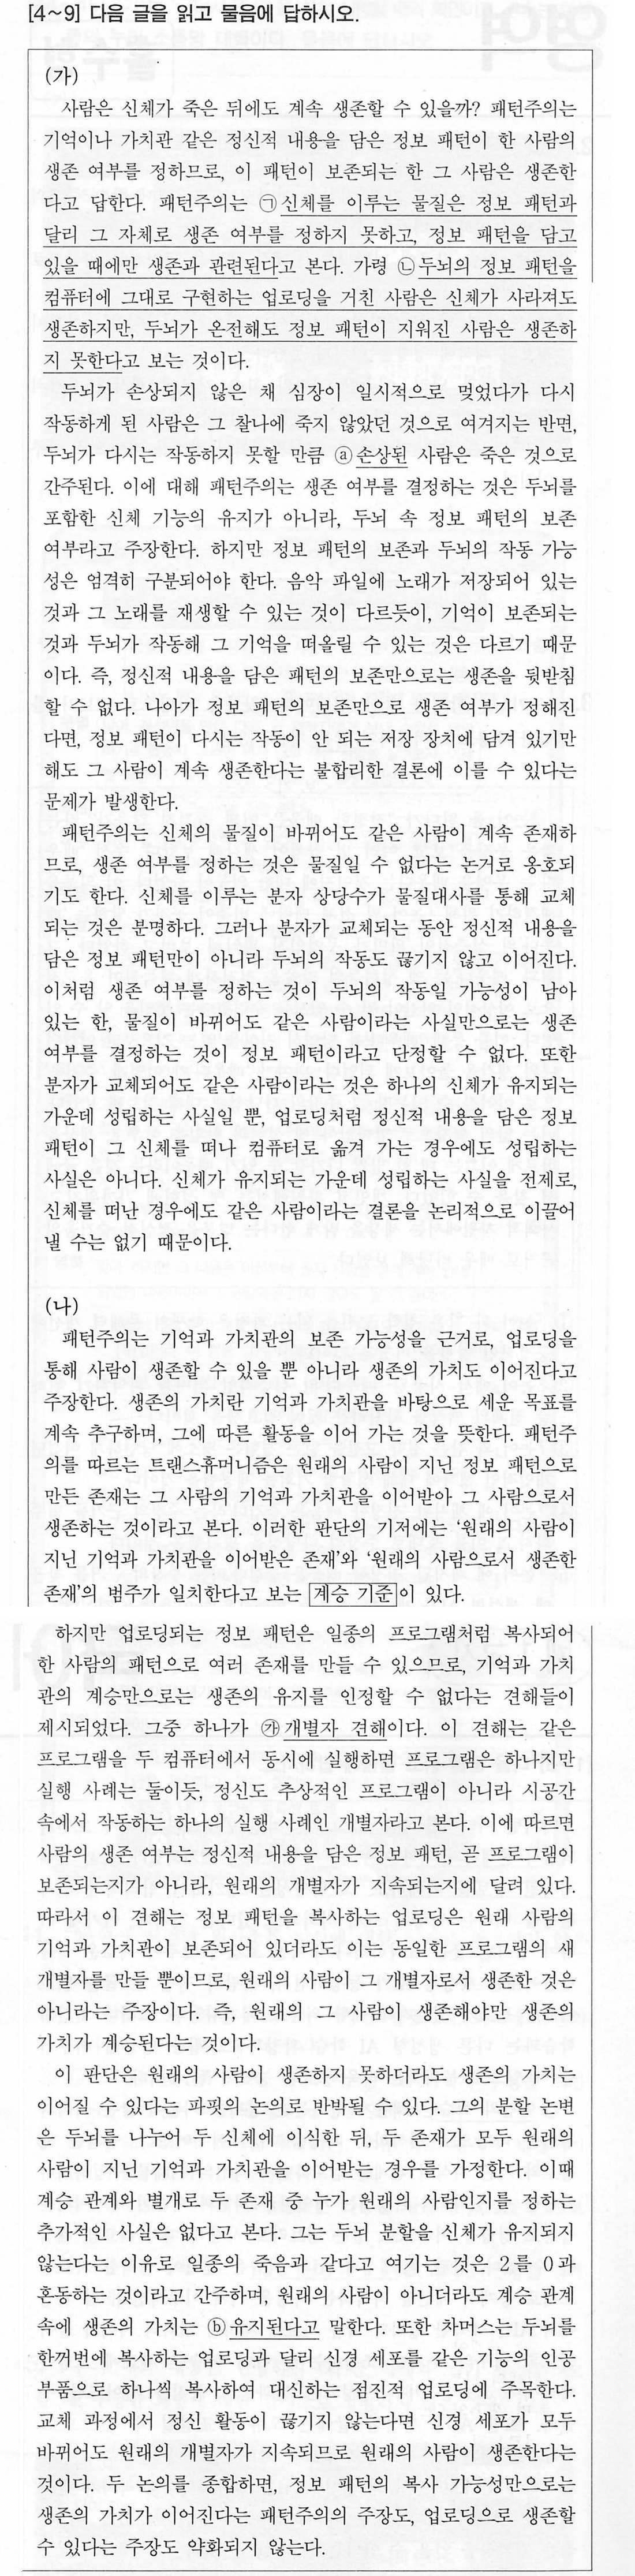 [4~9] 다음 글을 읽고 물음에 답하시오.
(가)
사람은 신체가 죽은 뒤에도 계속 생존할 수 있을까? 패턴주의는
기억이나 가치관 같은 정신적 내용을 담은 정보 패턴이 한 사람의
생존 여부를 정하므로, 이 패턴이 보존되는 한 그 사람은 생존한
다고 답한다. 패턴주의는 ㉠신체를 이루는 물질은 정보 패턴과
달리 그 자체로 생존 여부를 정하지 못하고, 정보 패턴을 담고
있을 때에만 생존과 관련된다고 본다. 가령 ㉡두뇌의 정보 패턴을
컴퓨터에 그대로 구현하는 업로딩을 거친 사람은 신체가 사라져도
생존하지만, 두뇌가 온전해도 정보 패턴이 지워진 사람은 생존하
지 못한다고 보는 것이다.
두뇌가 손상되지 않은 채 심장이 일시적으로 멎었다가 다시
작동하게 된 사람은 그 찰나에 죽지 않았던 것으로 여겨지는 반면,
두뇌가 다시는 작동하지 못할 만큼 ⓐ손상된 사람은 죽은 것으로
간주된다. 이에 대해 패턴주의는 생존 여부를 결정하는 것은 두뇌를
포함한 신체 기능의 유지가 아니라, 두뇌 속 정보 패턴의 보존
여부라고 주장한다. 하지만 정보 패턴의 보존과 두뇌의 작동 가능
성은 엄격히 구분되어야 한다. 음악 파일에 노래가 저장되어 있는
것과 그 노래를 재생할 수 있는 것이 다르듯이, 기억이 보존되는
것과 두뇌가 작동해 그 기억을 떠올릴 수 있는 것은 다르기 때문
이다. 즉, 정신적 내용을 담은 패턴의 보존만으로는 생존을 뒷받침
할 수 없다. 나아가 정보 패턴의 보존만으로 생존 여부가 정해진
다면, 정보 패턴이 다시는 작동이 안 되는 저장 장치에 담겨 있기만
해도 그 사람이 계속 생존한다는 불합리한 결론에 이를 수 있다는
문제가 발생한다.
패턴주의는 신체의 물질이 바뀌어도 같은 사람이 계속 존재하
므로, 생존 여부를 정하는 것은 물질일 수 없다는 논거로 옹호되
기도 한다. 신체를 이루는 분자 상당수가 물질대사를 통해 교체
되는 것은 분명하다. 그러나 분자가 교체되는 동안 정신적 내용을
담은 정보 패턴만이 아니라 두뇌의 작동도 끊기지 않고 이어진다.
이처럼 생존 여부를 정하는 것이 두뇌의 작동일 가능성이 남아
있는 한, 물질이 바뀌어도 같은 사람이라는 사실만으로는 생존
여부를 결정하는 것이 정보 패턴이라고 단정할 수 없다. 또한
분자가 교체되어도 같은 사람이라는 것은 하나의 신체가 유지되는
가운데 성립하는 사실일 뿐, 업로딩처럼 정신적 내용을 담은 정보
패턴이 그 신체를 떠나 컴퓨터로 옮겨 가는 경우에도 성립하는
사실은 아니다. 신체가 유지되는 가운데 성립하는 사실을 전제로,
신체를 떠난 경우에도 같은 사람이라는 결론을 논리적으로 이끌어
낼 수는 없기 때문이다.
(나)
패턴주의는 기억과 가치관의 보존 가능성을 근거로, 업로딩을
통해 사람이 생존할 수 있을 뿐 아니라 생존의 가치도 이어진다고
주장한다. 생존의 가치란 기억과 가치관을 바탕으로 세운 목표를
계속 추구하며, 그에 따른 활동을 이어 가는 것을 뜻한다. 패턴주
의를 따르는 트랜스휴머니즘은 원래의 사람이 지닌 정보 패턴으로
만든 존재는 그 사람의 기억과 가치관을 이어받아 그 사람으로서
생존하는 것이라고 본다. 이러한 판단의 기저에는 ‘원래의 사람이
지닌 기억과 가치관을 이어받은 존재’와 ‘원래의 사람으로서 생존한
존재’의 범주가 일치한다고 보는 계승 기준이 있다.
하지만 업로딩되는 정보 패턴은 일종의 프로그램처럼 복사되어
한 사람의 패턴으로 여러 존재를 만들 수 있으므로, 기억과 가치
관의 계승만으로는 생존의 유지를 인정할 수 없다는 견해들이
제시되었다. 그중 하나가 ㉮개별자 견해이다. 이 견해는 같은
프로그램을 두 컴퓨터에서 동시에 실행하면 프로그램은 하나지만
실행 사례는 둘이듯, 정신도 추상적인 프로그램이 아니라 시공간
속에서 작동하는 하나의 실행 사례인 개별자라고 본다. 이에 따르면
사람의 생존 여부는 정신적 내용을 담은 정보 패턴, 곧 프로그램이
보존되는지가 아니라, 원래의 개별자가 지속되는지에 달려 있다.
따라서 이 견해는 정보 패턴을 복사하는 업로딩은 원래 사람의
기억과 가치관이 보존되어 있더라도 이는 동일한 프로그램의 새
개별자를 만들 뿐이므로, 원래의 사람이 그 개별자로서 생존한 것은
아니라는 주장이다. 즉, 원래의 그 사람이 생존해야만 생존의
가치가 계승된다는 것이다.
이 판단은 원래의 사람이 생존하지 못하더라도 생존의 가치는
이어질 수 있다는 파핏의 논의로 반박될 수 있다. 그의 분할 논변
은 두뇌를 나누어 두 신체에 이식한 뒤, 두 존재가 모두 원래의
사람이 지닌 기억과 가치관을 이어받는 경우를 가정한다. 이때
계승 관계와 별개로 두 존재 중 누가 원래의 사람인지를 정하는
추가적인 사실은 없다고 본다. 그는 두뇌 분할을 신체가 유지되지
않는다는 이유로 일종의 죽음과 같다고 여기는 것은 2를 0과
혼동하는 것이라고 간주하며, 원래의 사람이 아니더라도 계승 관계
속에 생존의 가치는 ⓑ유지된다고 말한다. 또한 차머스는 두뇌를
한꺼번에 복사하는 업로딩과 달리 신경 세포를 같은 기능의 인공
부품으로 하나씩 복사하여 대신하는 점진적 업로딩에 주목한다.
교체 과정에서 정신 활동이 끊기지 않는다면 신경 세포가 모두
바뀌어도 원래의 개별자가 지속되므로 원래의 사람이 생존한다는
것이다. 두 논의를 종합하면, 정보 패턴의 복사 가능성만으로는
생존의 가치가 이어진다는 패턴주의의 주장도, 업로딩으로 생존할
수 있다는 주장도 약화되지 않는다.